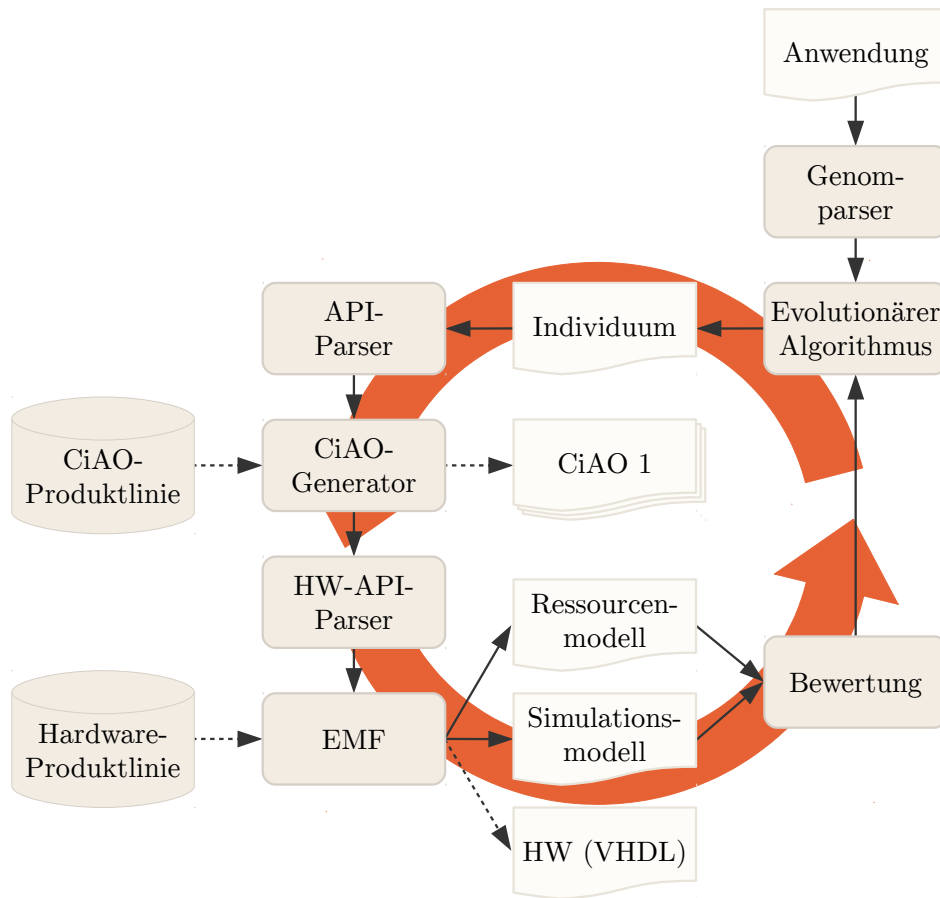 Anwendung
Genom-
parser
Evolutionärer
Algorithmus
Individuum
API-
Parser
CiAO-
Produktlinie
CiAO-
Generator
CiAO 1
HW-API-
Parser
Ressourcen-
modell
Hardware-
Produktlinie
EMF
Simulations-
modell
Bewertung
HW (VHDL)